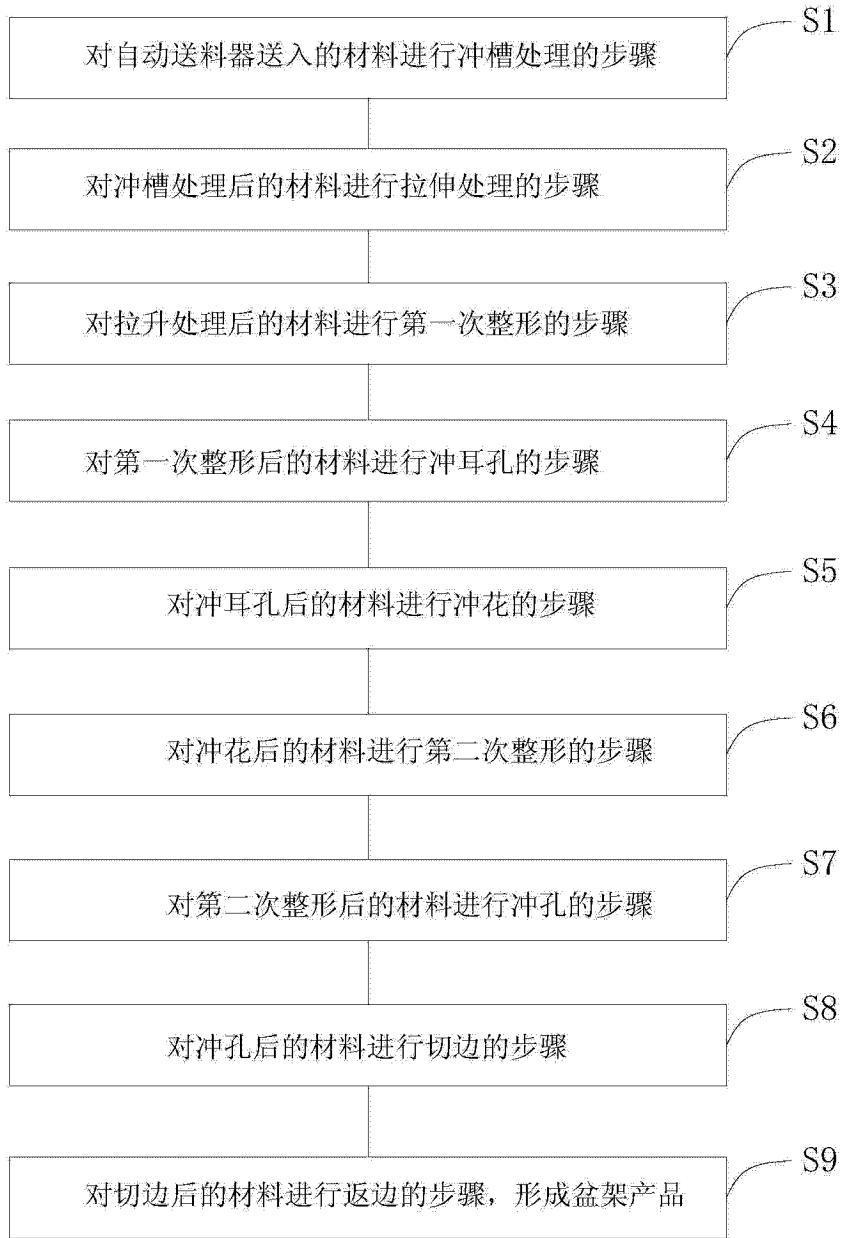 S1
对自动送料器送入的材料进行冲槽处理的步骤
S2
对冲槽处理后的材料进行拉伸处理的步骤
S3
对拉升处理后的材料进行第一次整形的步骤
S4
对第一次整形后的材料进行冲耳孔的步骤
S5
对冲耳孔后的材料进行冲花的步骤
S6
对冲花后的材料进行第二次整形的步骤
S7
对第二次整形后的材料进行冲孔的步骤
S8
对冲孔后的材料进行切边的步骤
S9
对切边后的材料进行返边的步骤，形成盆架产品